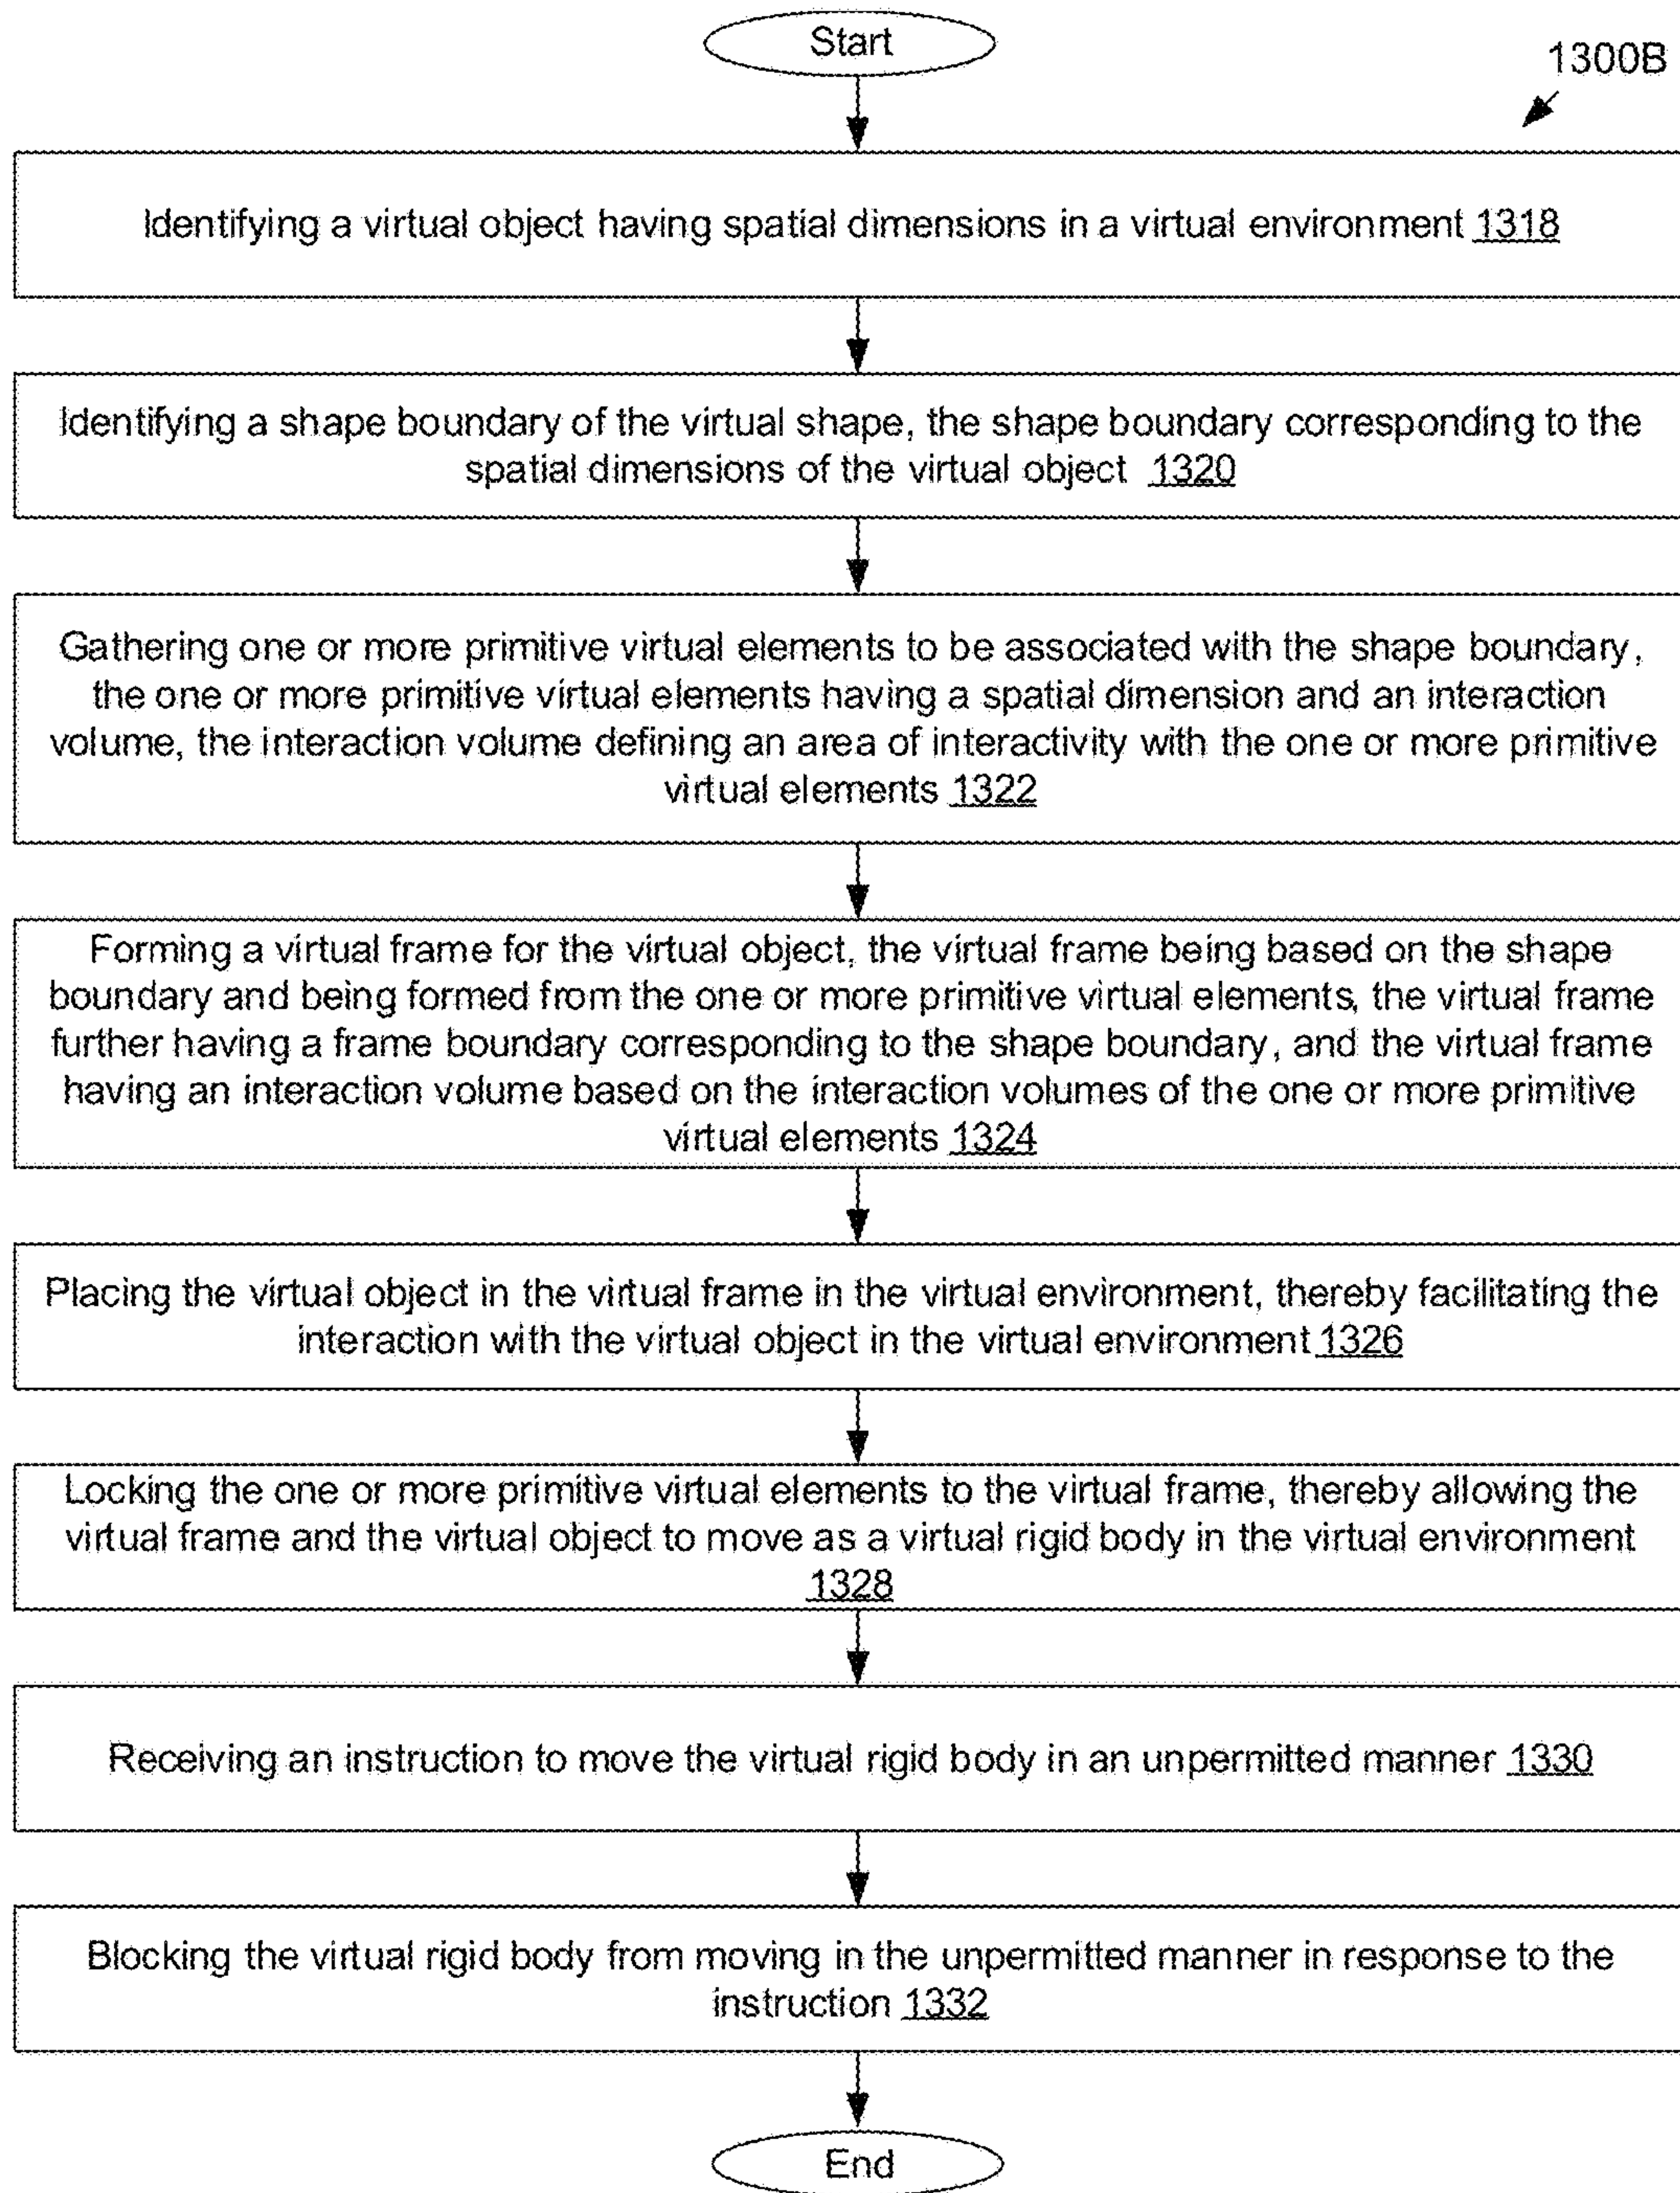 Start
1300B
Identifying a virtual object having spatial dimensions in a virtual environment 1318
Identifying a shape boundary of the virtual shape, the shape boundary corresponding to the
spatial dimensions of the virtual object 1320
Gathering one or more primitive virtual elements to be associated with the shape boundary,
the one or more primitive virtual elements having a spatial dimension and an interaction
volume, the interaction volume defining an area of interactivity with the one or more primitive
virtual elements 1322
Forming a virtual frame for the virtual object, the virtual frame being based on the shape
boundary and being formed from the one or more primitive virtual elements, the virtual frame
further having a frame boundary corresponding to the shape boundary, and the virtual frame
having an interaction volume based on the interaction volumes of the one or more primitive
virtual elements 1324
Placing the virtual object in the virtual frame in the virtual environment, thereby facilitating the
interaction with the virtual object in the virtual environment 1326
Locking the one or more primitive virtual elements to the virtual frame, thereby allowing the
virtual frame and the virtual object to move as a virtual rigid body in the virtual environment
1328
Receiving an instruction to move the virtual rigid body in an unpermitted manner 1330
Blocking the virtual rigid body from moving in the unpermitted manner in response to the
instruction 1332
End